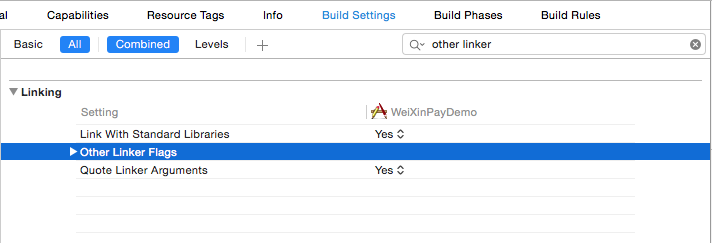 al Capabilities Resource Tags Info Build Settings Build Phases Build Rules
Basic All Combined Levels + other linker
Linking
Setting WeiXinPayDemo
Link With Standard Libraries Yes
Other Linker Flags
Quote Linker Arguments Yes